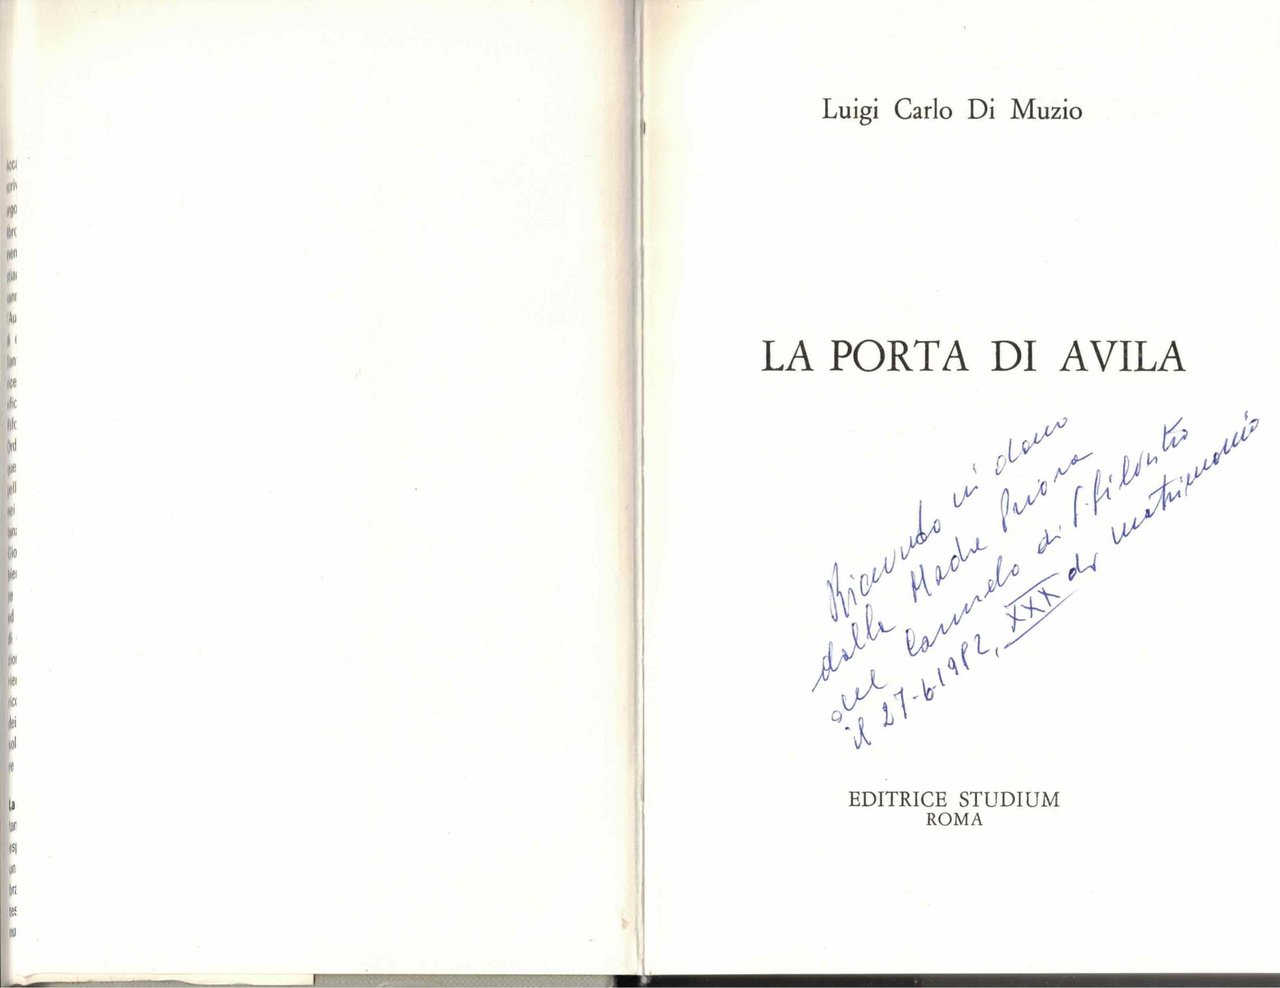 Luigi Carlo Di Muzio
LA PORTA DI AVILA
Ricevuto in dono
dalla Madre Priora
del Carmelo di
il 27-6-1982, XXX di matrimonio
EDITRICE STUDIUM
ROMA